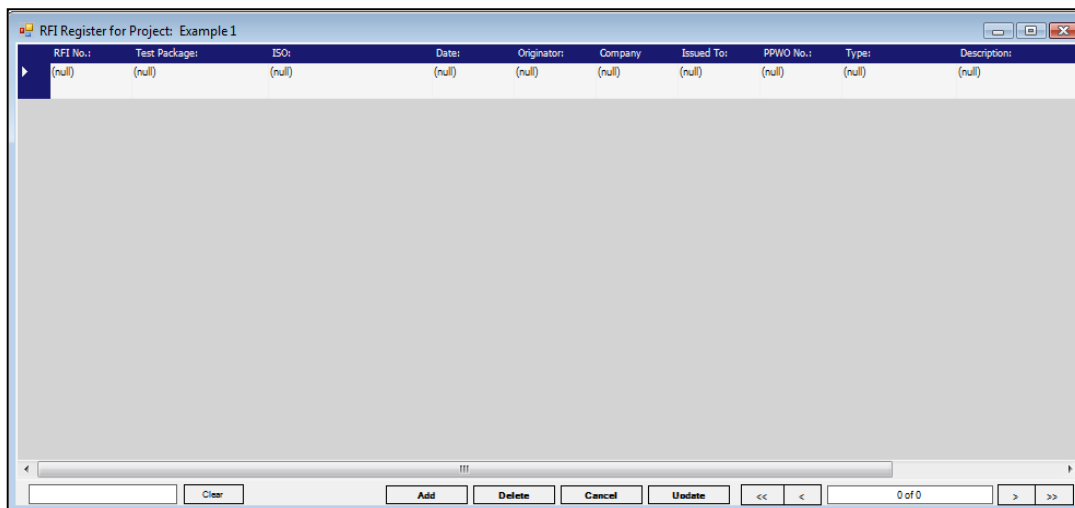 RFI Register for Project: Example 1
RFI No.: Test Package: ISO: Date: Originator: Company Issued To: PPWO No.: Type: Description:
(null) (null) (null) (null) (null) (null) (null) (null) (null) (null)
Clear Add Delete Cancel Update << < 0 of 0 > >>